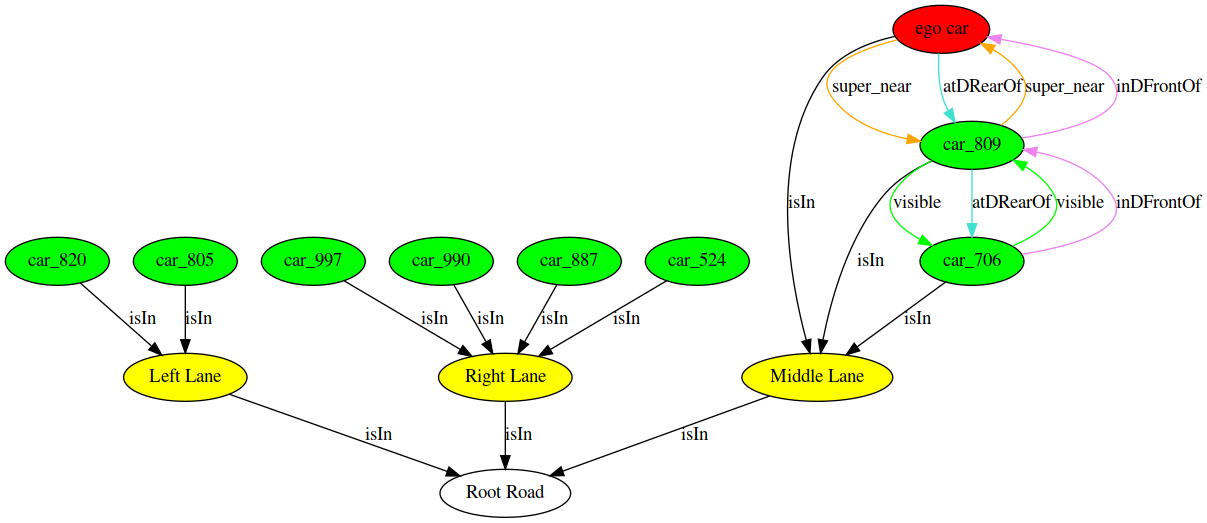 ego car
super_near
atDRearOf
super_near
inDFrontOf
car_809
isIn
visible
atDRearOf
visible
inDFrontOf
isIn
car_820
car_805
car_997
car_990
car_887
car_524
car_706
isIn
isIn
isIn
isIn
isIn
isIn
isIn
Left Lane
Right Lane
Middle Lane
isIn
isIn
isIn
Root Road